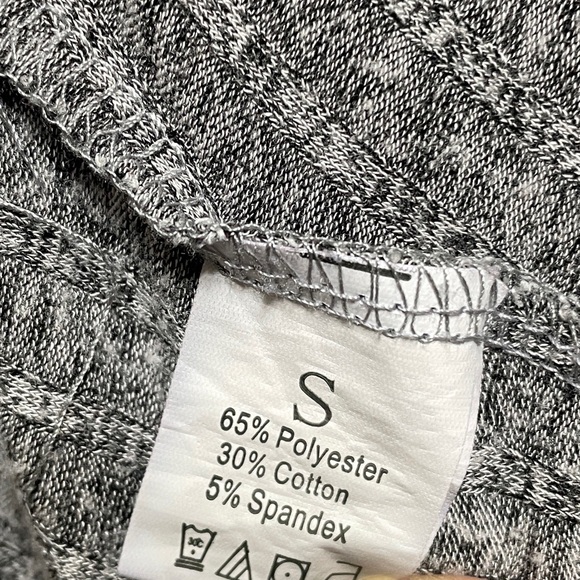 S
65% Polyester
30% Cotton
5% Spandex